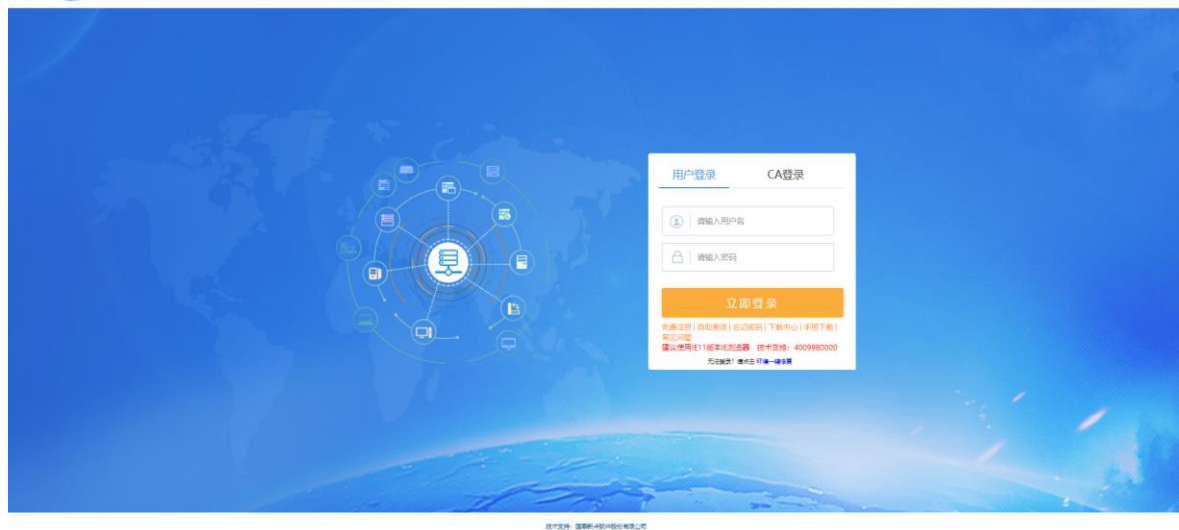 用户登录 CA登录
请输入用户名
请输入密码
立即登录
免费注册 | 自助激活 | 忘记密码 | 下载中心 | 手册下载 |
常见问题
建议使用IE11版本IE浏览器 技术支持：4009980000
无法登录？请点击 环境一键修复
技术支持：国泰新点软件股份有限公司